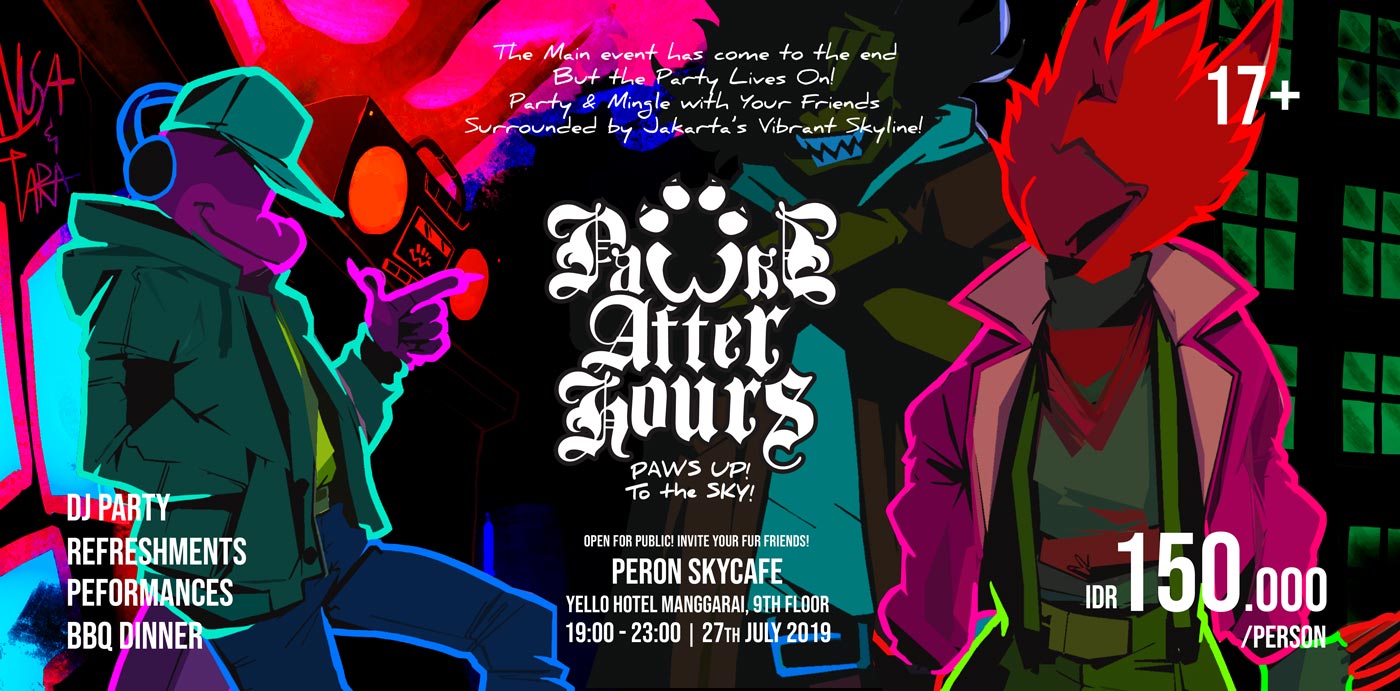 NUSA
&
TARA
The Main event has come to the end
But the Party Lives On!
Party & Mingle with Your Friends
Surrounded by Jakarta's Vibrant Skyline!
17+
Pawai
After
Hours
PAWS UP!
To the SKY!
DJ PARTY
REFRESHMENTS
PEFORMANCES
BBQ DINNER
OPEN FOR PUBLIC! INVITE YOUR FUR FRIENDS!
PERON SKYCAFE
YELLO HOTEL MANGGARAI, 9TH FLOOR
19:00 - 23:00 | 27TH JULY 2019
IDR 150.000
/PERSON